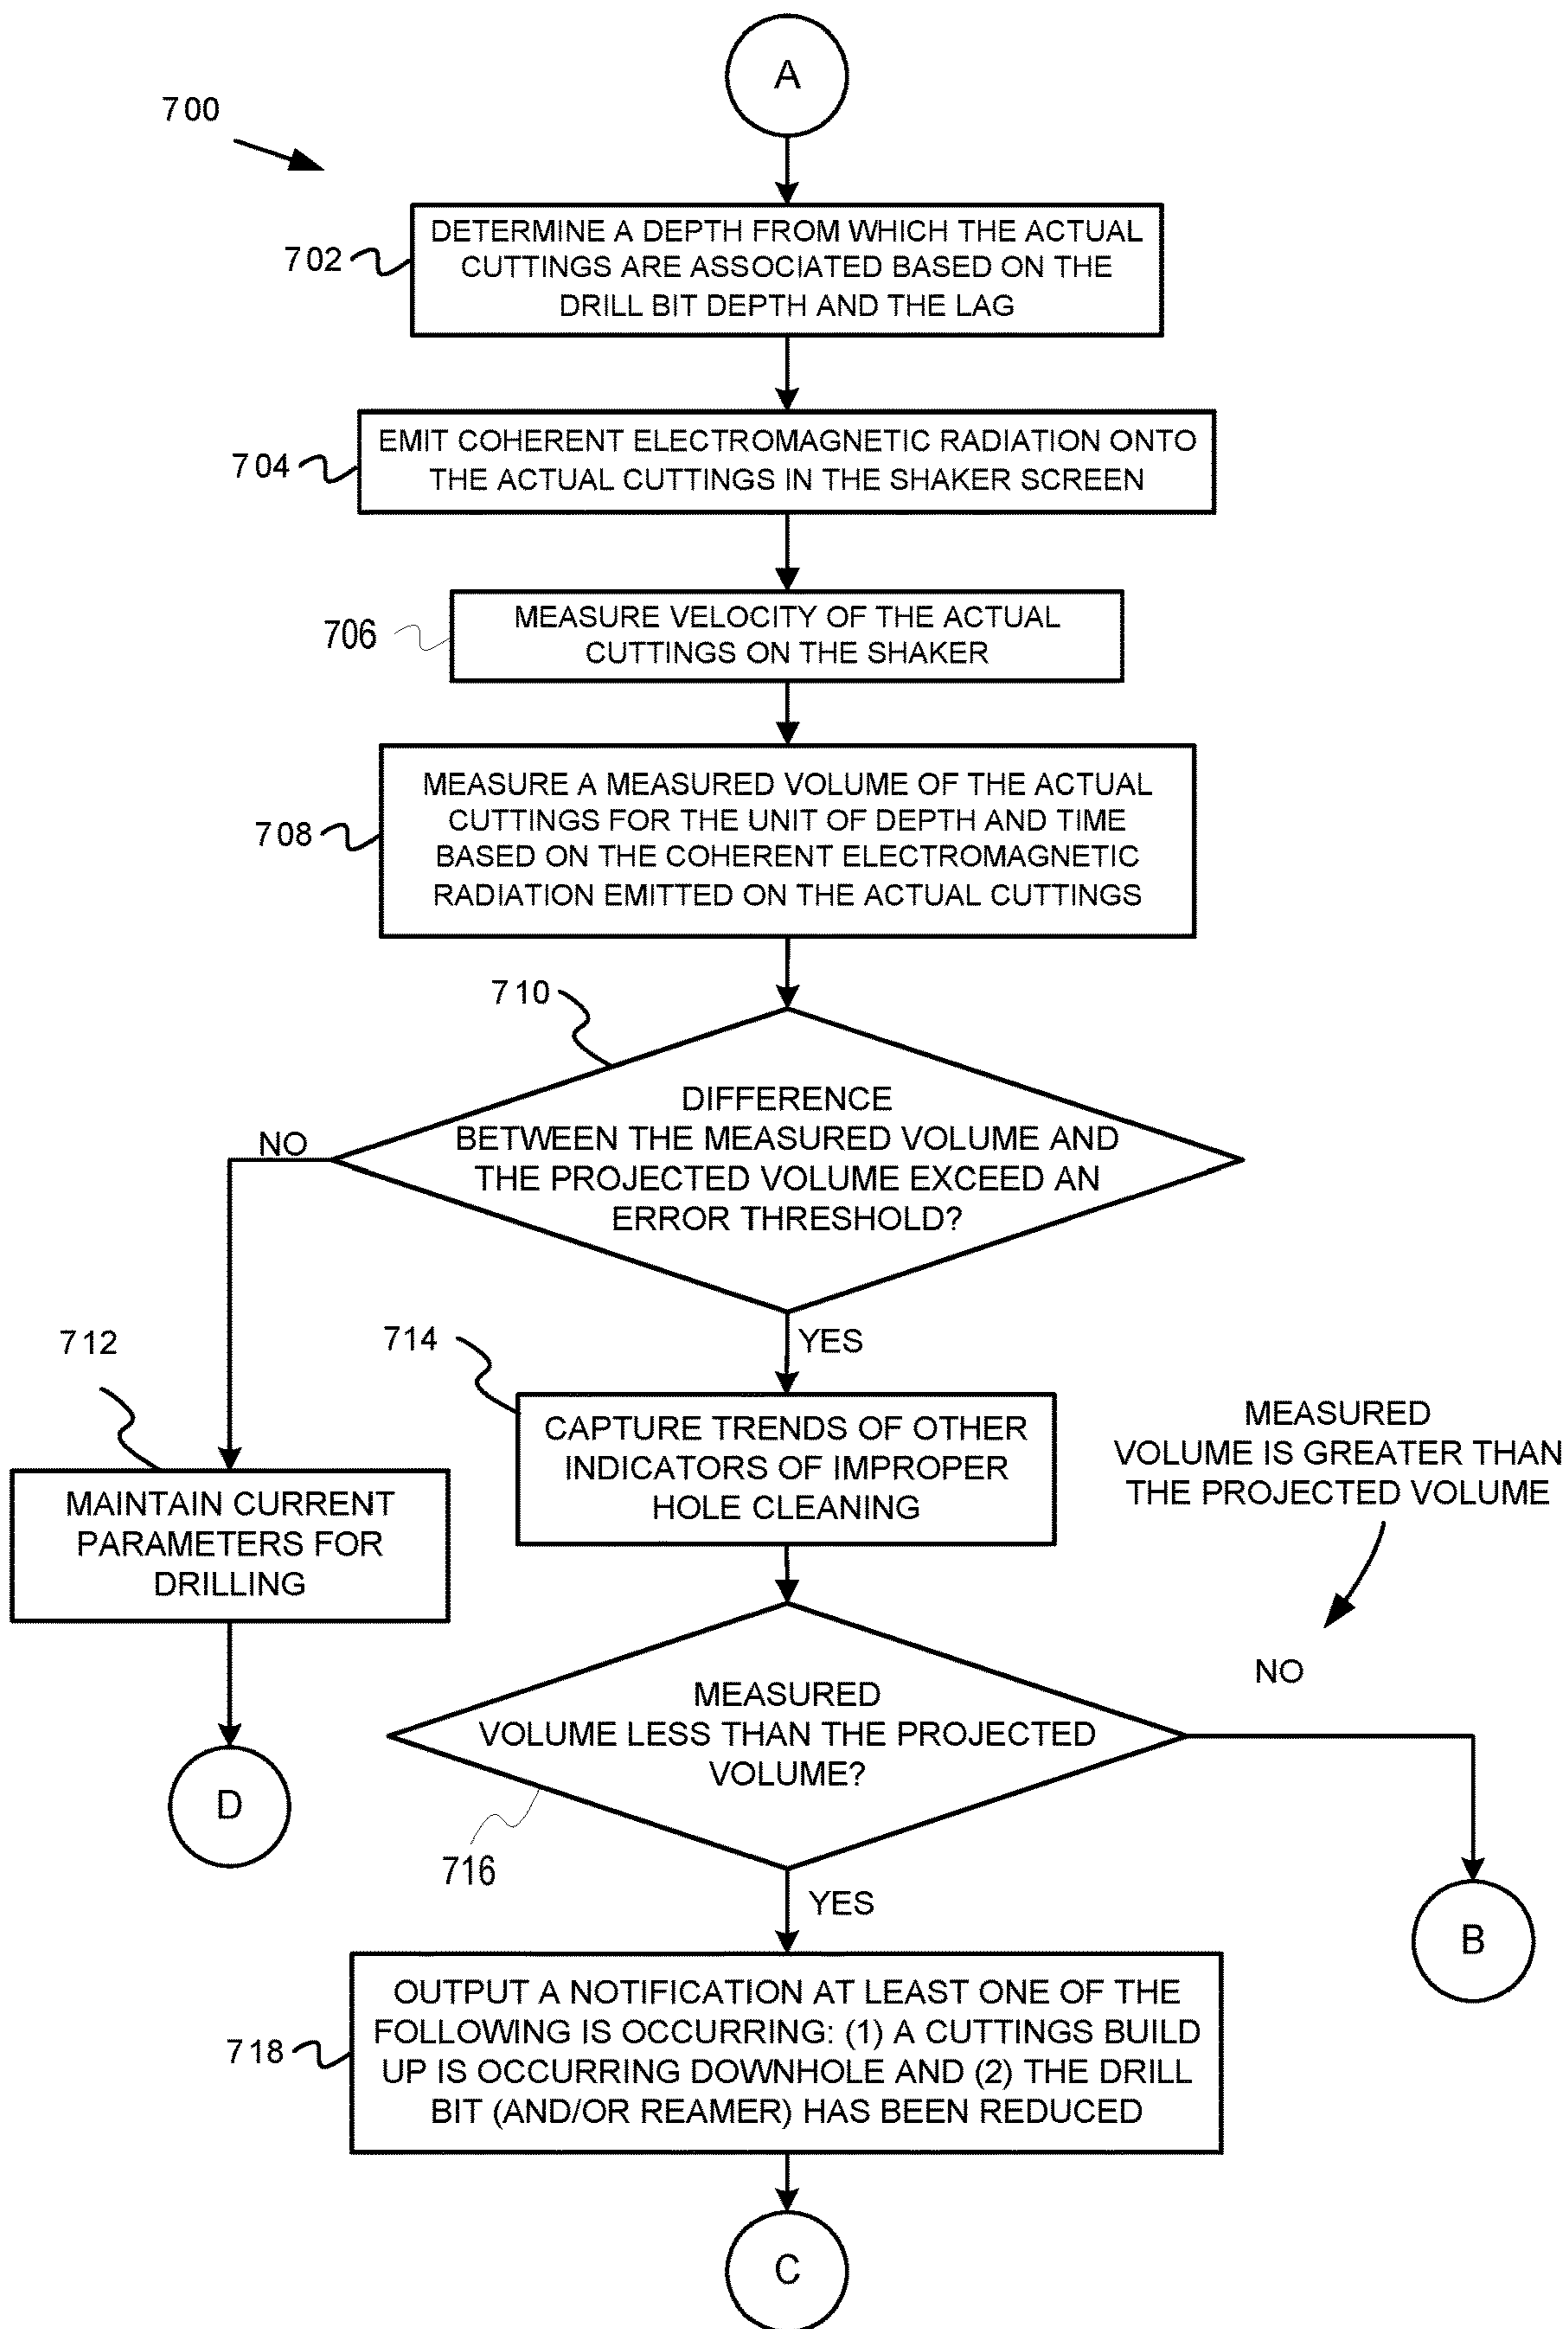 A
700
702
DETERMINE A DEPTH FROM WHICH THE ACTUAL
CUTTINGS ARE ASSOCIATED BASED ON THE
DRILL BIT DEPTH AND THE LAG
704
EMIT COHERENT ELECTROMAGNETIC RADIATION ONTO
THE ACTUAL CUTTINGS IN THE SHAKER SCREEN
706
MEASURE VELOCITY OF THE ACTUAL
CUTTINGS ON THE SHAKER
708
MEASURE A MEASURED VOLUME OF THE ACTUAL
CUTTINGS FOR THE UNIT OF DEPTH AND TIME
BASED ON THE COHERENT ELECTROMAGNETIC
RADIATION EMITTED ON THE ACTUAL CUTTINGS
710
DIFFERENCE
BETWEEN THE MEASURED VOLUME AND
THE PROJECTED VOLUME EXCEED AN
ERROR THRESHOLD?
NO
YES
712
MAINTAIN CURRENT
PARAMETERS FOR
DRILLING
D
714
CAPTURE TRENDS OF OTHER
INDICATORS OF IMPROPER
HOLE CLEANING
MEASURED
VOLUME IS GREATER THAN
THE PROJECTED VOLUME
NO
MEASURED
VOLUME LESS THAN THE PROJECTED
VOLUME?
716
YES
B
718
OUTPUT A NOTIFICATION AT LEAST ONE OF THE
FOLLOWING IS OCCURRING: (1) A CUTTINGS BUILD
UP IS OCCURRING DOWNHOLE AND (2) THE DRILL
BIT (AND/OR REAMER) HAS BEEN REDUCED
C